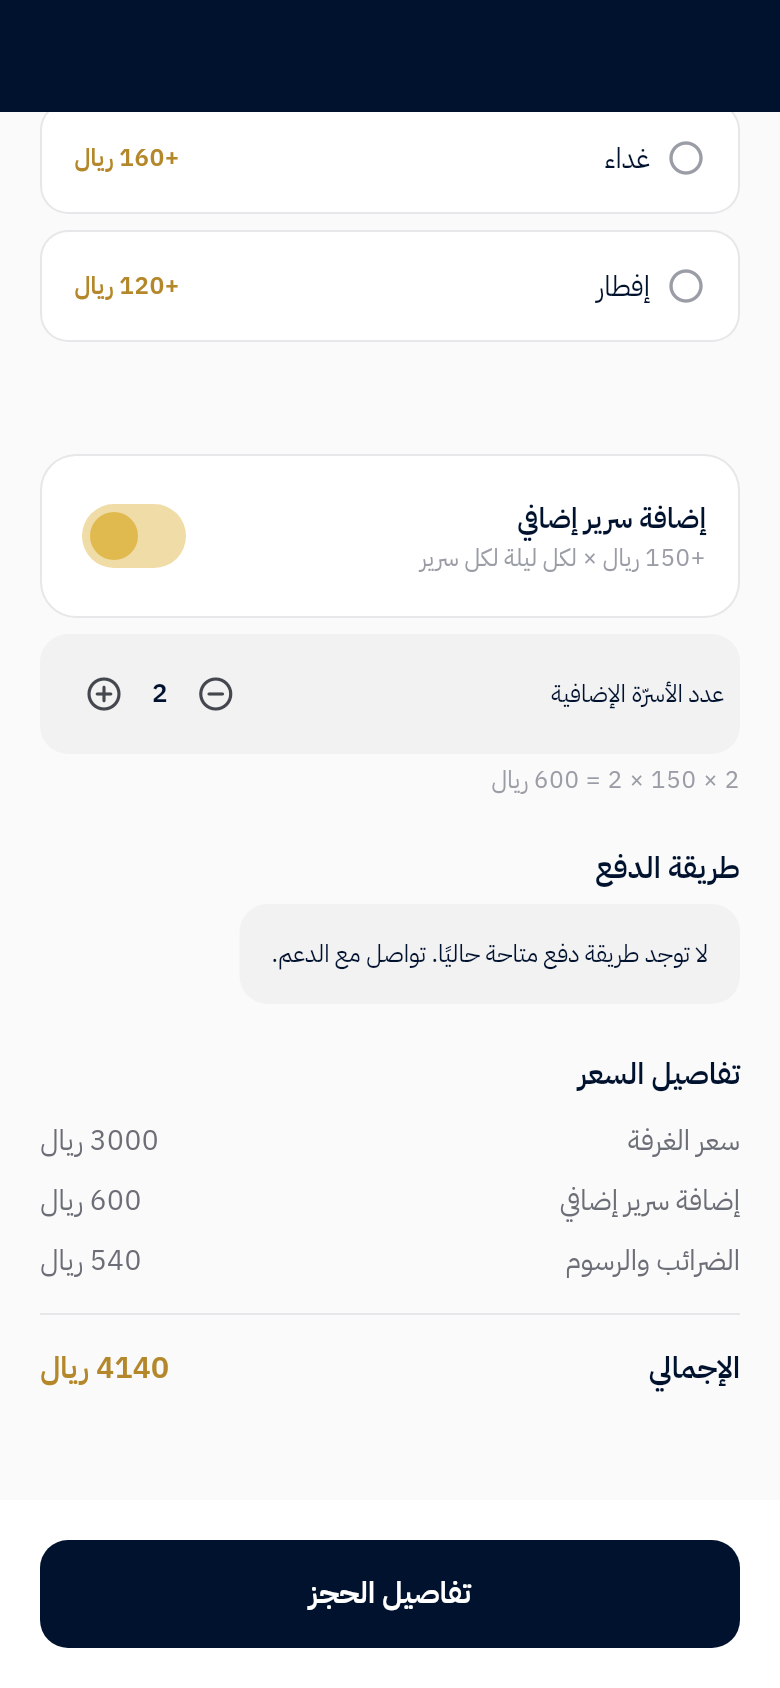 غداء
+160 ريال
إفطار
+120 ريال
إضافة سرير إضافي
+150 ريال × لكل ليلة لكل سرير
عدد الأسرّة الإضافية
2
2 × 150 × 2 = 600 ريال
طريقة الدفع
لا توجد طريقة دفع متاحة حاليًا. تواصل مع الدعم.
تفاصيل السعر
سعر الغرفة
3000 ريال
إضافة سرير إضافي
600 ريال
الضرائب والرسوم
540 ريال
الإجمالي
4140 ريال
تفاصيل الحجز